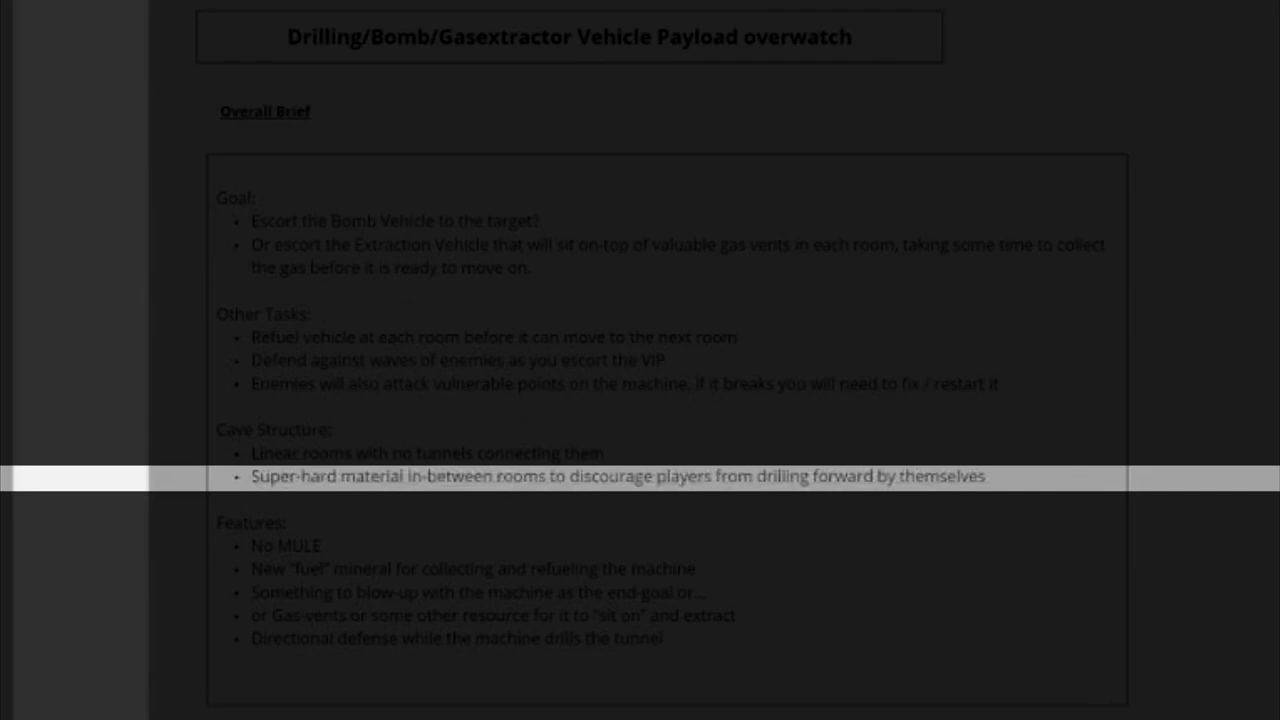 Drilling/Bomb/Gasextractor Vehicle Payload overwatch
Overall Brief
Goal:
• Escort the Bomb Vehicle to the target?
• Or escort the Extraction Vehicle that will sit on-top of valuable gas vents in each room, taking some time to collect
the gas before it is ready to move on.
Other Tasks:
• Refuel vehicle at each room before it can move to the next room
• Defend against waves of enemies as you escort the VIP
• Enemies will also attack vulnerable points on the machine, if it breaks you will need to fix / restart it
Cave Structure:
• Linear rooms with no tunnels connecting them
• Super-hard material in-between rooms to discourage players from drilling forward by themselves
Features:
• No MULE
• New "fuel" mineral for collecting and refueling the machine
• Something to blow-up with the machine as the end-goal or...
• or Gas-vents or some other resource for it to "sit on" and extract
• Directional defense while the machine drills the tunnel